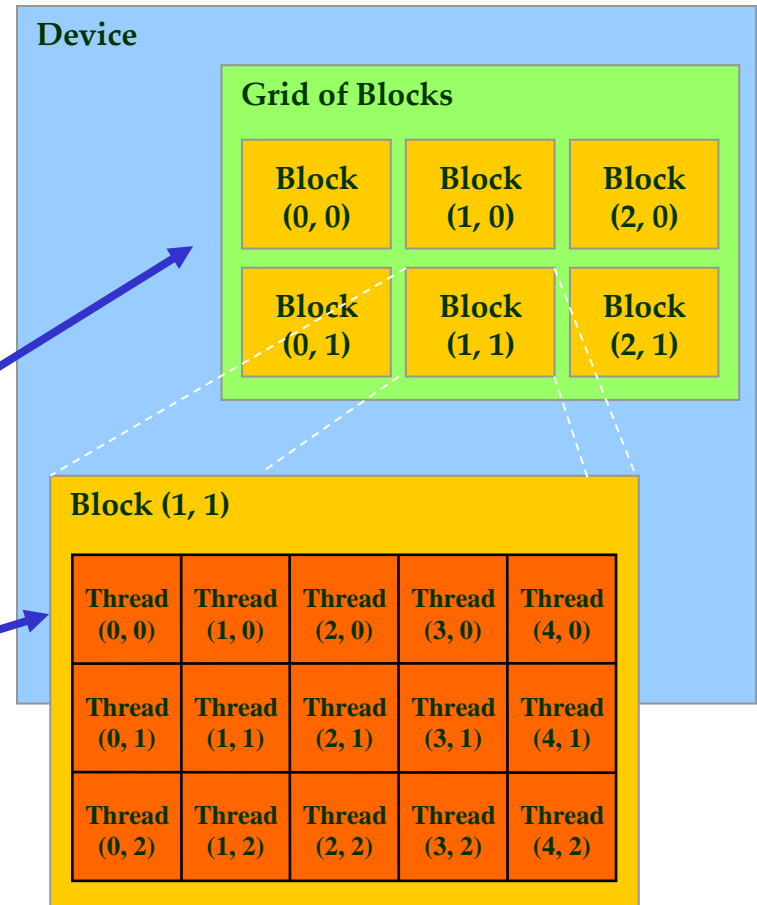 Device
Grid of Blocks
Block Block Block
(0, 0) (1, 0) (2, 0)
Block Block Block
(0, 1) (1, 1) (2, 1)
Block (1, 1)
Thread Thread Thread Thread Thread
(0, 0) (1, 0) (2, 0) (3, 0) (4, 0)
Thread Thread Thread Thread Thread
(0, 1) (1, 1) (2, 1) (3, 1) (4, 1)
Thread Thread Thread Thread Thread
(0, 2) (1, 2) (2, 2) (3, 2) (4, 2)